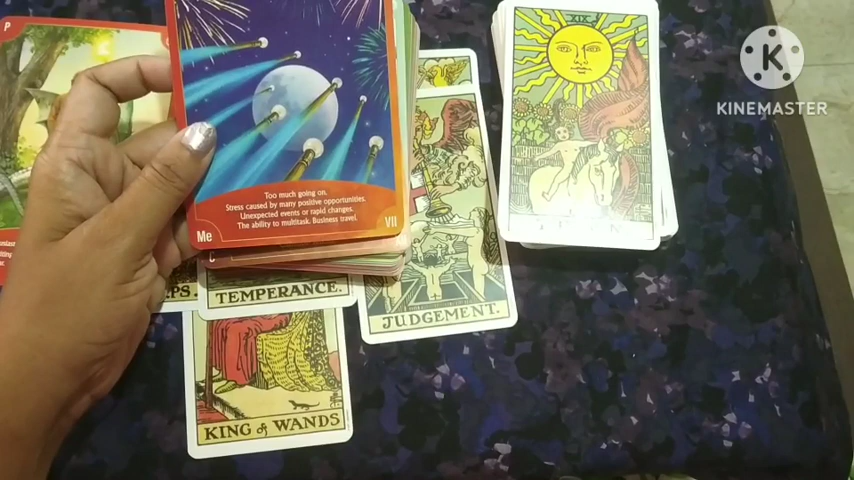 P
K
KINEMASTER
XIX
Too much going on.
Stress caused by many positive opportunities.
Unexpected events or rapid changes.
The ability to multitask. Business travel.
Me
VII
C
PS.
TEMPERANCE.
JUDGEMENT.
KING of WANDS.